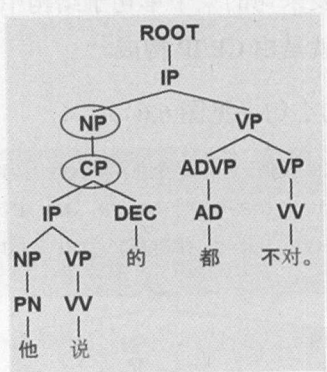 ROOT
IP
NP VP
CP ADVP VP
IP DEC AD VV
NP VP 的 都 不对。
PN VV
他 说